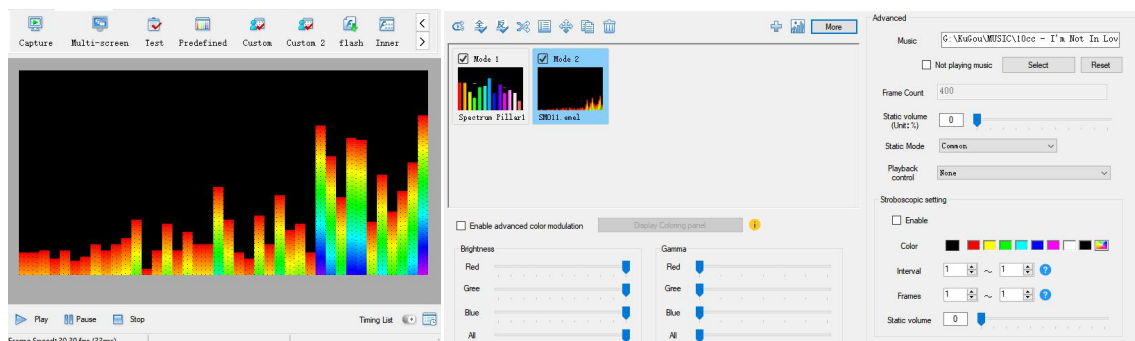 Capture Multi-screen Test Predefined Custom Custom 2 flash Inner
Play Pause Stop Timing List
More
Mode 1 Mode 2
Spectrum Pillar1 SM011.emel
Enable advanced color modulation Display Coloring panel
Brightness
Red
Gree
Blue
All
Gamma
Red
Gree
Blue
All
Advanced
Music G:\KuGou\MUSIC\10cc - I'm Not In Lov
Not playing music Select Reset
Frame Count 400
Static volume 0
(Unit: %)
Static Mode Common
Playback None
control
Stroboscopic setting
Enable
Color
Interval 1 ~ 1
Frames 1 ~ 1
Static volume 0